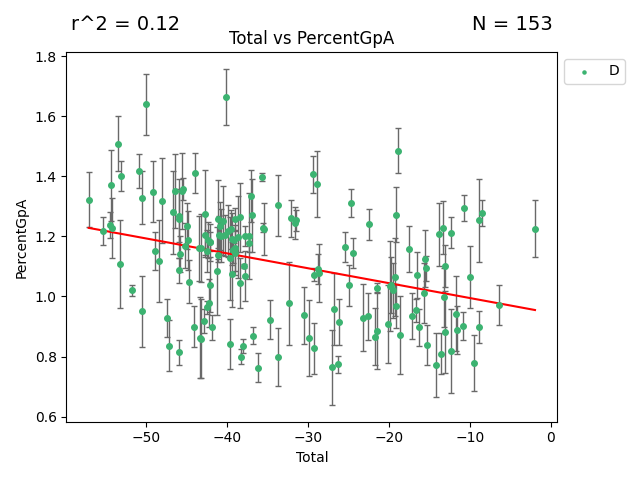 r^2 = 0.12
N = 153
Total vs PercentGpA
D
PercentGpA
1.8
1.6
1.4
1.2
1.0
0.8
0.6
−50
−40
−30
−20
−10
0
Total